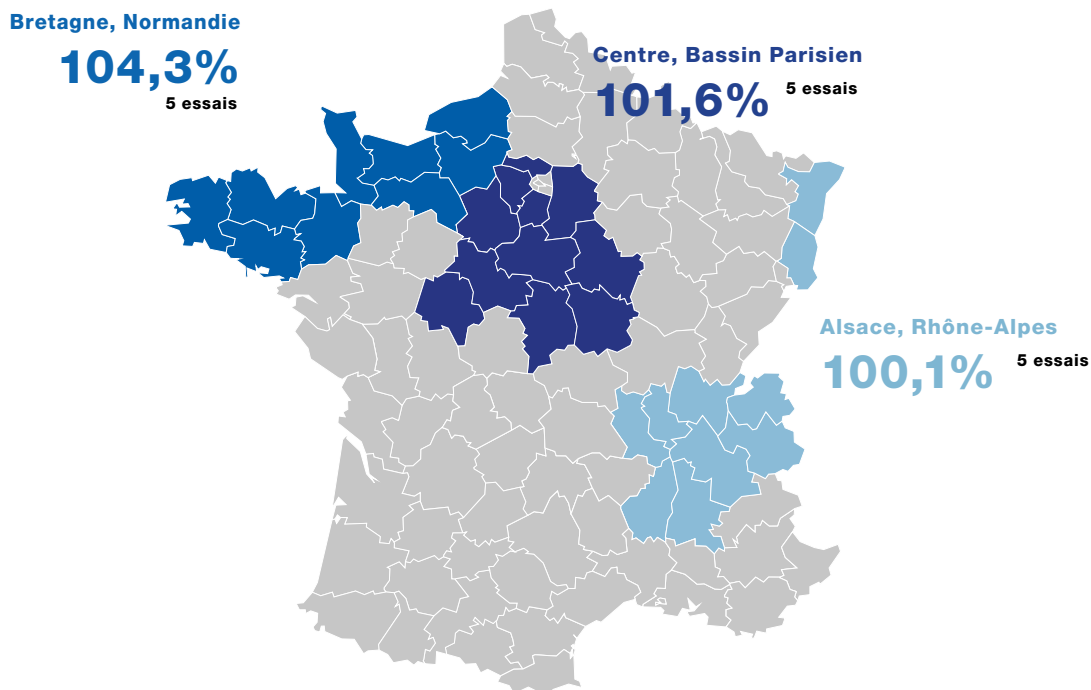 Bretagne, Normandie
104,3%
5 essais
Centre, Bassin Parisien
101,6% 5 essais
Alsace, Rhône-Alpes
100,1% 5 essais